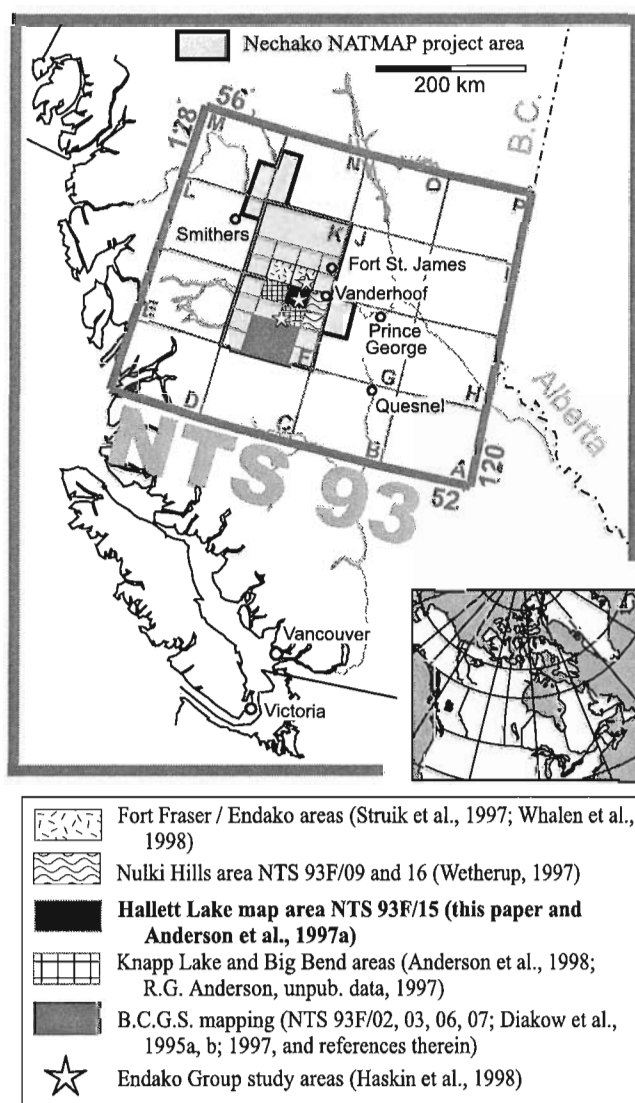 Nechako NATMAP project area
200 km
B.C.
56
128
M
N
O
P
L
K
J
I
Smithers
Fort St. James
Vanderhoof
Prince
George
E
F
G
H
Quesnel
D
C
B
A
Alberta
120
52
NTS 93
Vancouver
Victoria
Fort Fraser / Endako areas (Struik et al., 1997; Whalen et al.,
1998)
Nulki Hills area NTS 93F/09 and 16 (Wetherup, 1997)
Hallett Lake map area NTS 93F/15 (this paper and
Anderson et al., 1997a)
Knapp Lake and Big Bend areas (Anderson et al., 1998;
R.G. Anderson, unpub. data, 1997)
B.C.G.S. mapping (NTS 93F/02, 03, 06, 07; Diakow et al.,
1995a, b; 1997, and references therein)
Endako Group study areas (Haskin et al., 1998)